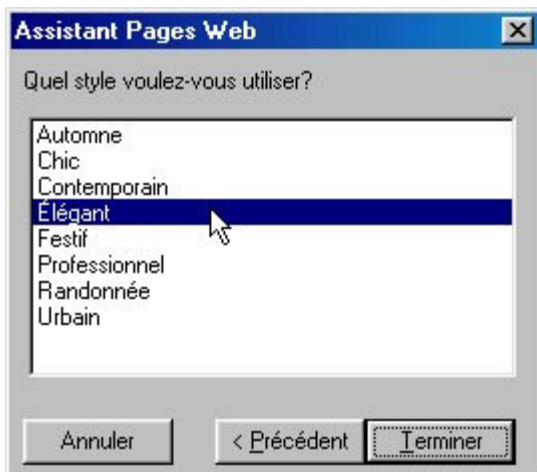 Assistant Pages Web
Quel style voulez-vous utiliser?
Automne
Chic
Contemporain
Élégant
Festif
Professionnel
Randonnée
Urbain
Annuler
< Précédent
Terminer